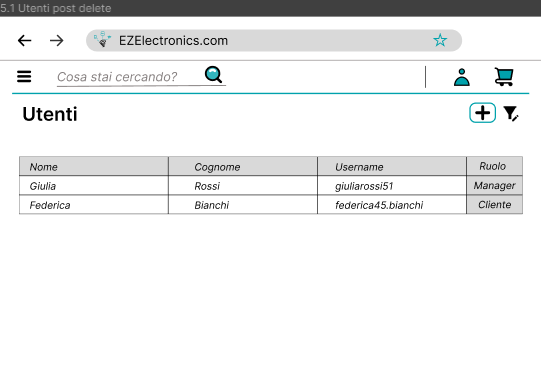 5.1 Utenti post delete
EZElectronics.com
Cosa stai cercando?
Utenti
Nome Cognome Username Ruolo
Giulia Rossi giuliarossi51 Manager
Federica Bianchi federica45.bianchi Cliente